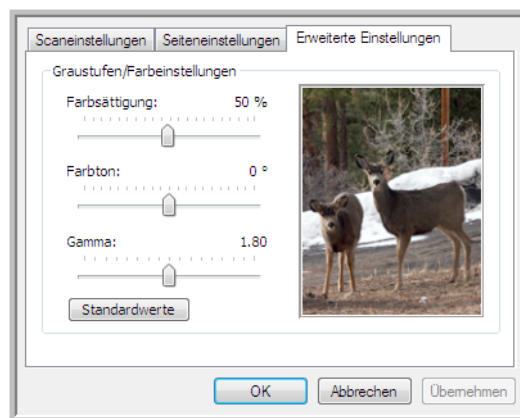 Scaneinstellungen Seiteneinstellungen Erweiterte Einstellungen
Graustufen/Farbeinstellungen
Farbsättigung: 50 %
Farbton: 0 °
Gamma: 1.80
Standardwerte
OK Abbrechen Übernehmen